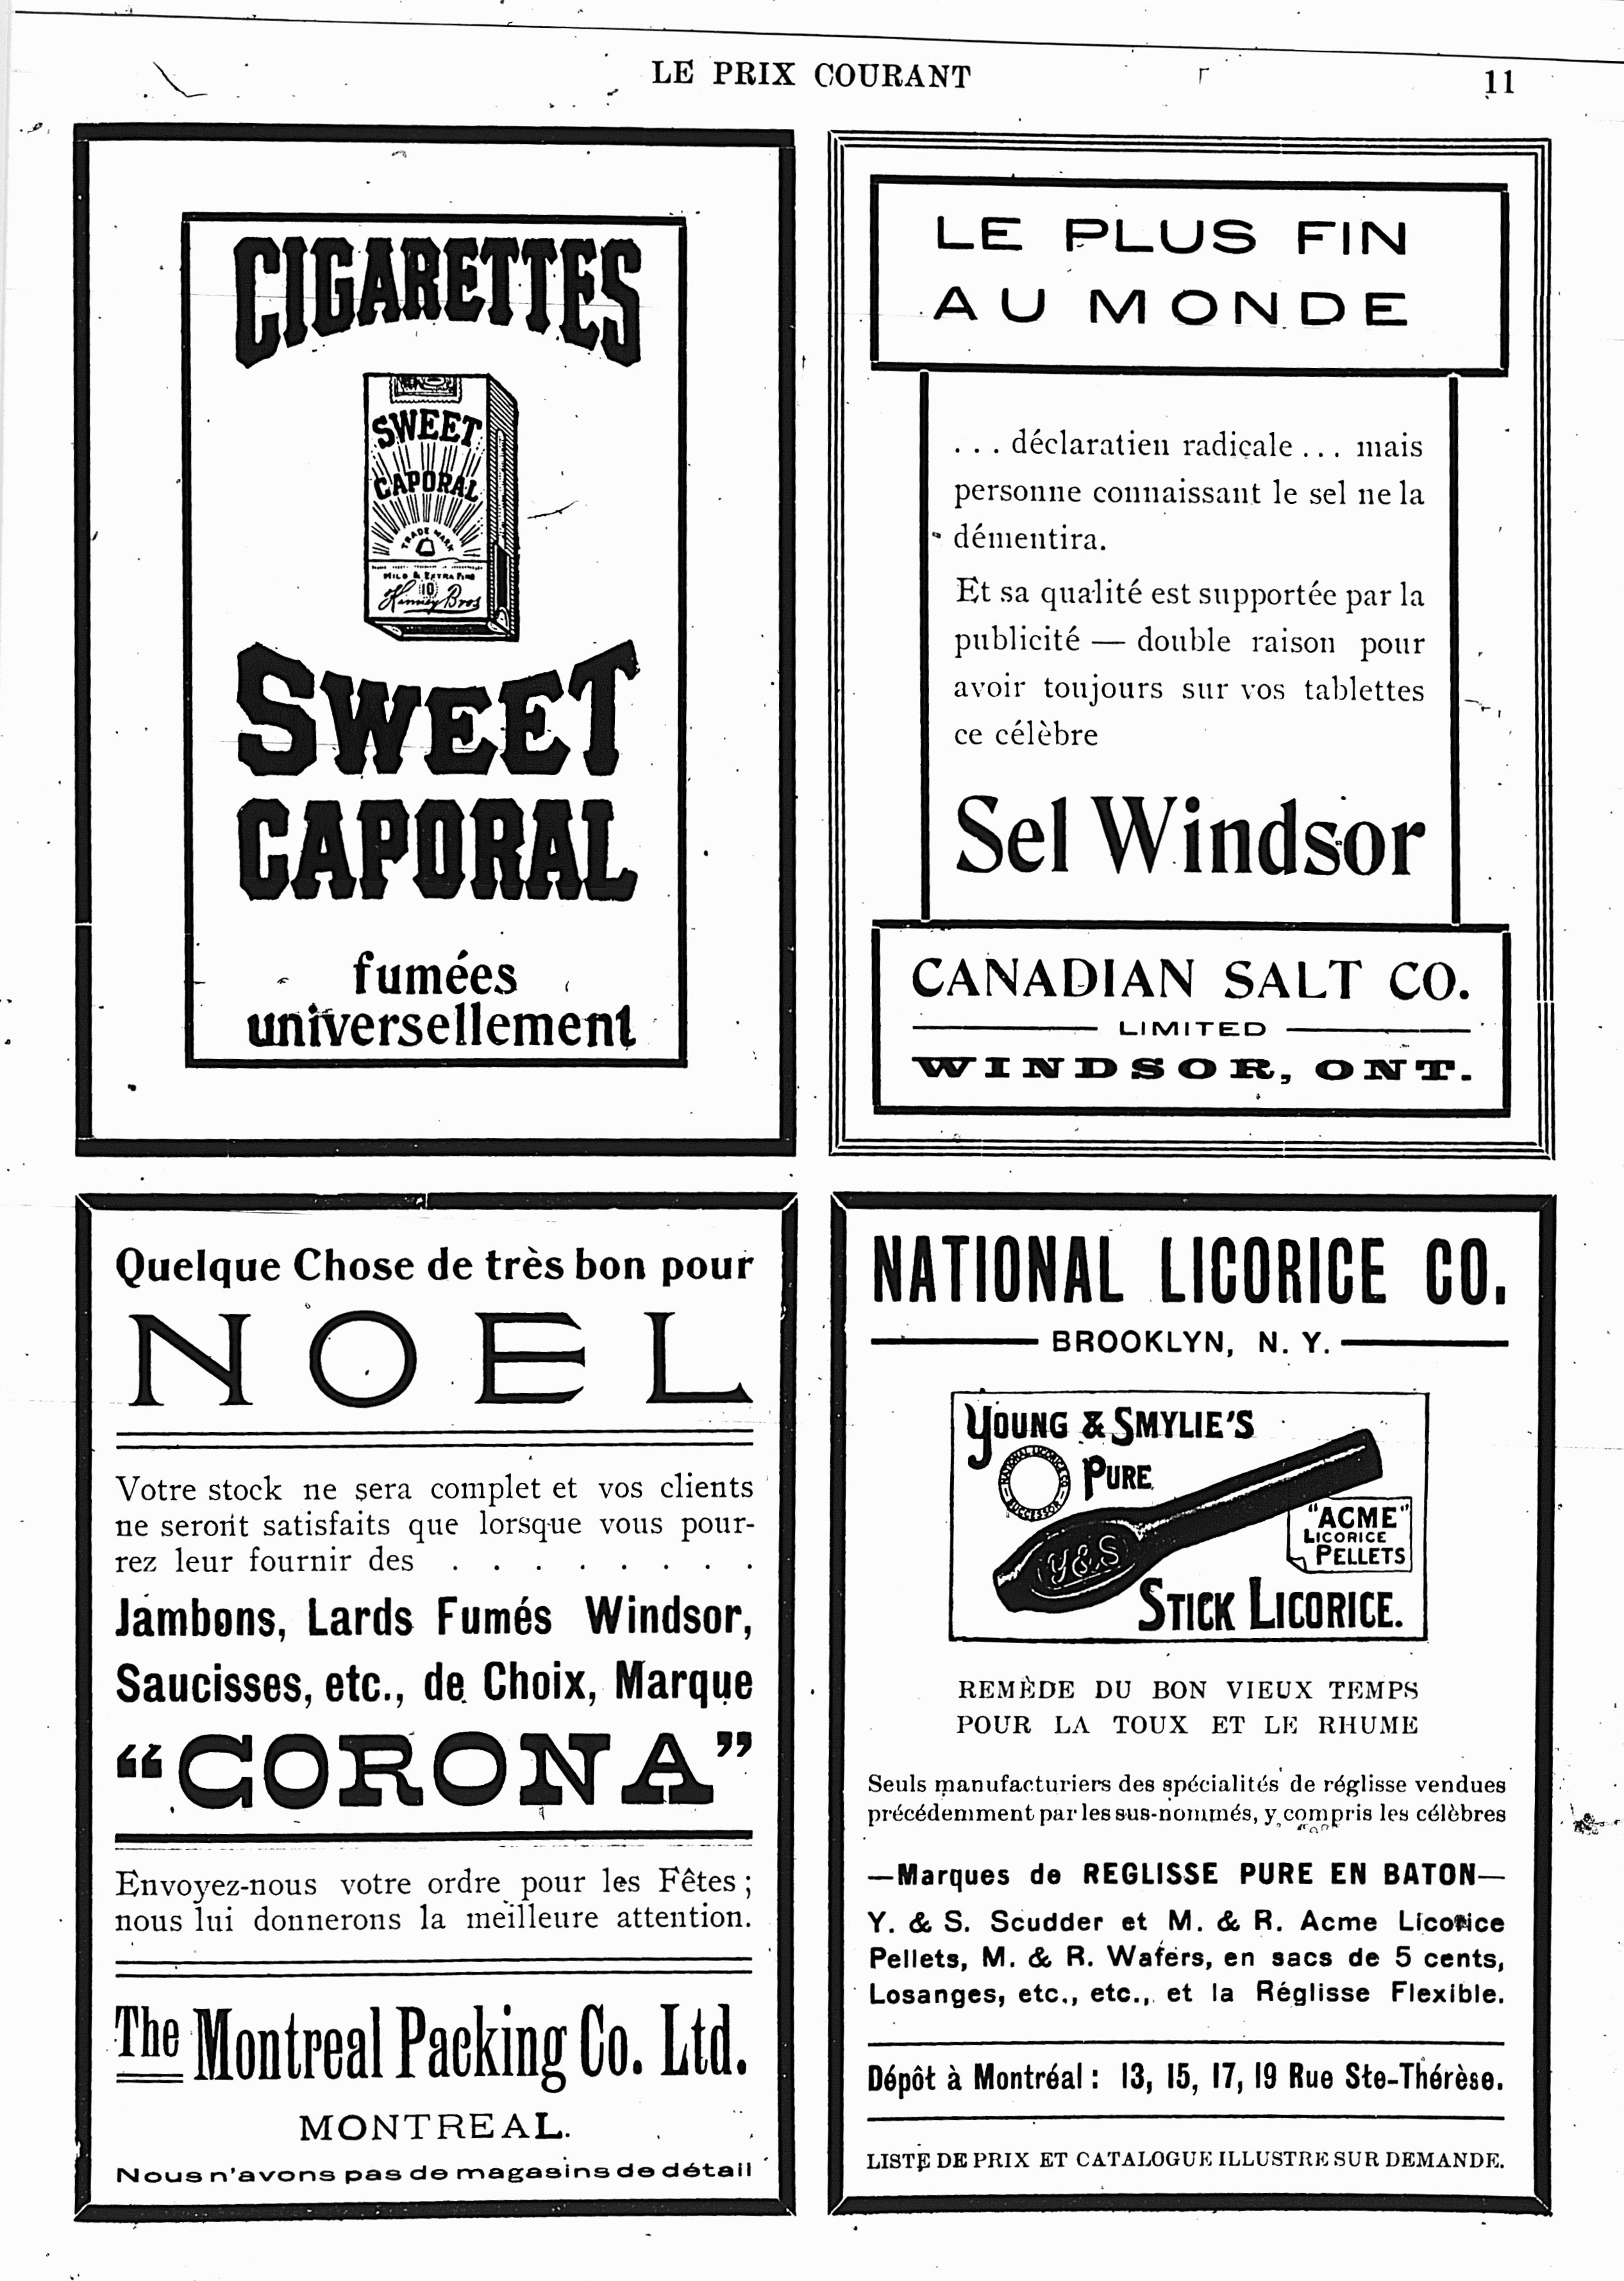 LE PRIX COURANT
11
CIGARETTES
SWEET
CAPORAL
TRADE MARK
MILD & EXTRA FINE
10
Kinney Bros
SWEET
CAPORAL
fumées
universellement
LE PLUS FIN
AU MONDE
... déclaratien radicale ... mais
personne connaissant le sel ne la
démentira.
Et sa qualité est supportée par la
publicité — double raison pour
avoir toujours sur vos tablettes
ce célèbre
Sel Windsor
CANADIAN SALT CO.
LIMITED
WINDSOR, ONT.
Quelque Chose de très bon pour
NOEL
Votre stock ne sera complet et vos clients
ne seront satisfaits que lorsque vous pour-
rez leur fournir des . . . . . . . .
Jambons, Lards Fumés Windsor,
Saucisses, etc., de Choix, Marque
“CORONA”
Envoyez-nous votre ordre pour les Fêtes ;
nous lui donnerons la meilleure attention.
The Montreal Packing Co. Ltd.
MONTREAL.
Nous n'avons pas de magasins de détail
NATIONAL LICORICE CO.
BROOKLYN, N. Y.
YOUNG & SMYLIE'S
NATIONAL LICORICE CO.
SUCCESSOR
PURE
"ACME"
LICORICE
PELLETS
Y&S
STICK LICORICE.
REMÈDE DU BON VIEUX TEMPS
POUR LA TOUX ET LE RHUME
Seuls manufacturiers des spécialités de réglisse vendues
précédemment par les sus-nommés, y compris les célèbres
—Marques de REGLISSE PURE EN BATON—
Y. & S. Scudder et M. & R. Acme Licorice
Pellets, M. & R. Wafers, en sacs de 5 cents,
Losanges, etc., etc., et la Réglisse Flexible.
Dépôt à Montréal : 13, 15, 17, 19 Rue Ste-Thérèse.
LISTE DE PRIX ET CATALOGUE ILLUSTRE SUR DEMANDE.